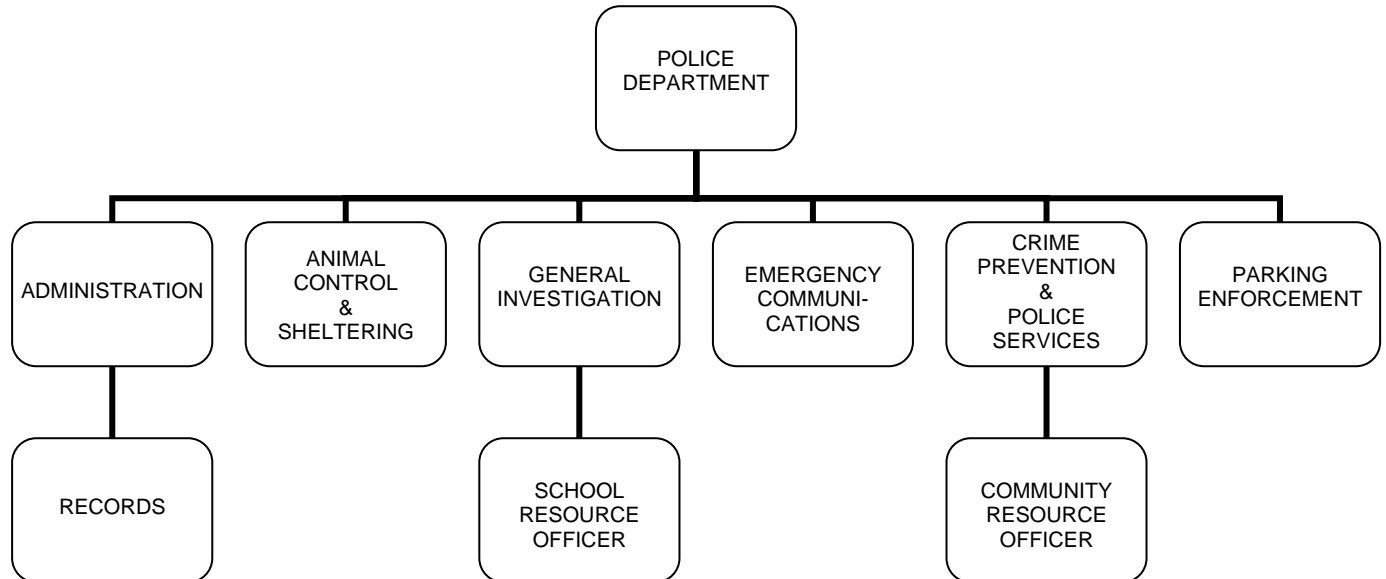 POLICE
DEPARTMENT
ADMINISTRATION
ANIMAL
CONTROL
&
SHELTERING
GENERAL
INVESTIGATION
EMERGENCY
COMMUNI-
CATIONS
CRIME
PREVENTION
&
POLICE
SERVICES
PARKING
ENFORCEMENT
RECORDS
SCHOOL
RESOURCE
OFFICER
COMMUNITY
RESOURCE
OFFICER